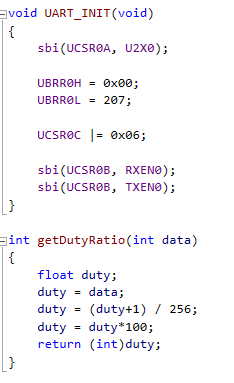 void UART_INIT(void)
{
sbi(UCSR0A, U2X0);
UBRR0H = 0x00;
UBRR0L = 207;
UCSR0C |= 0x06;
sbi(UCSR0B, RXEN0);
sbi(UCSR0B, TXEN0);
}
int getDutyRatio(int data)
{
float duty;
duty = data;
duty = (duty+1) / 256;
duty = duty*100;
return (int)duty;
}